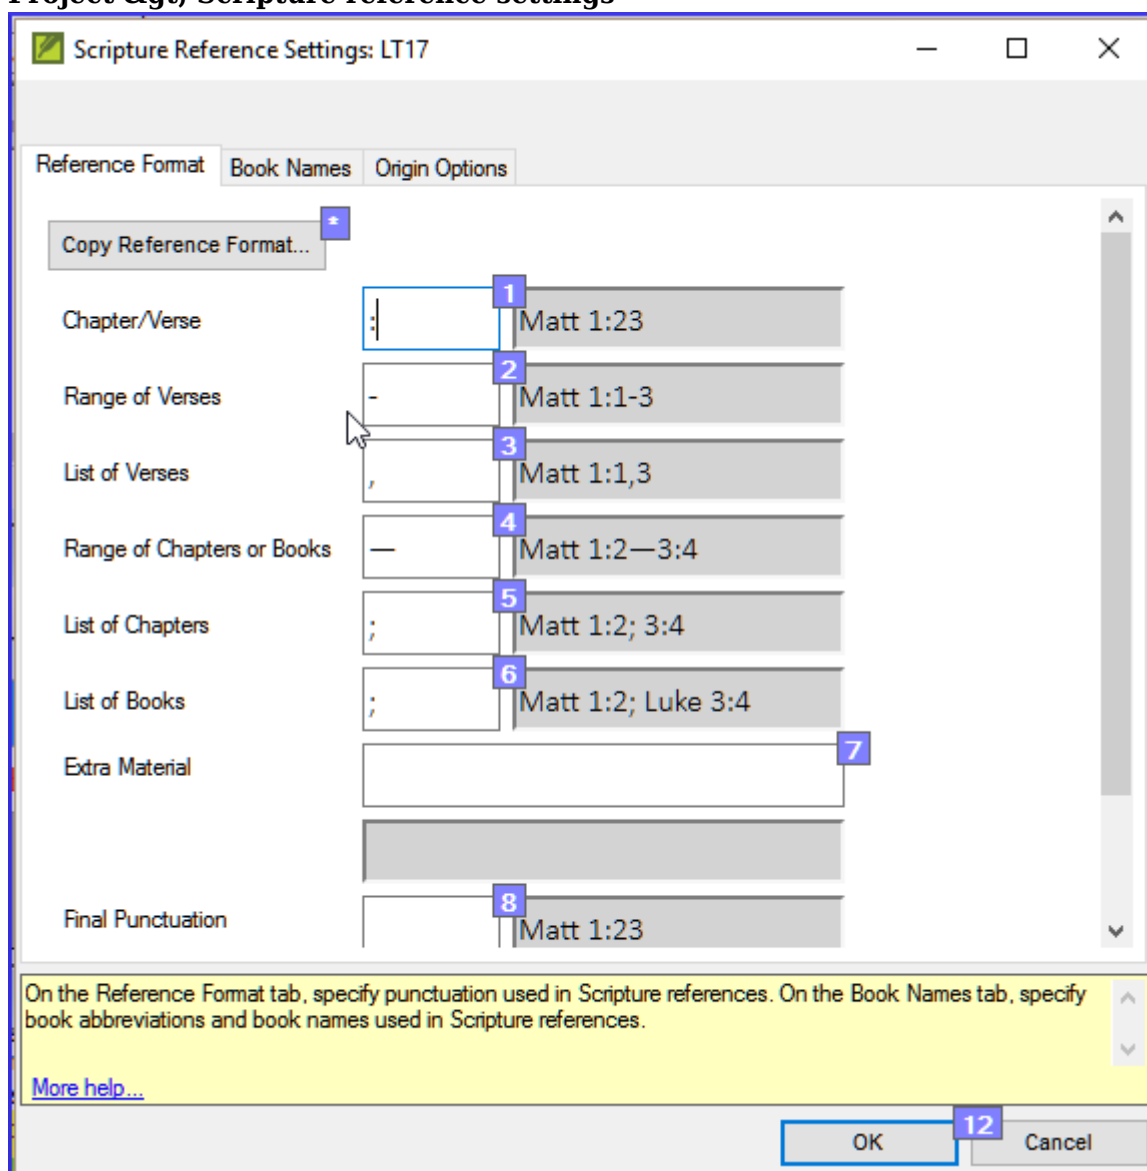 Project &gt; Scripture reference settings
Scripture Reference Settings: LT17
Reference Format Book Names Origin Options
Copy Reference Format... *
Chapter/Verse : 1 Matt 1:23
Range of Verses - 2 Matt 1:1-3
List of Verses , 3 Matt 1:1,3
Range of Chapters or Books — 4 Matt 1:2—3:4
List of Chapters ; 5 Matt 1:2; 3:4
List of Books ; 6 Matt 1:2; Luke 3:4
Extra Material 7
Final Punctuation 8 Matt 1:23
On the Reference Format tab, specify punctuation used in Scripture references. On the Book Names tab, specify
book abbreviations and book names used in Scripture references.
More help...
OK 12 Cancel